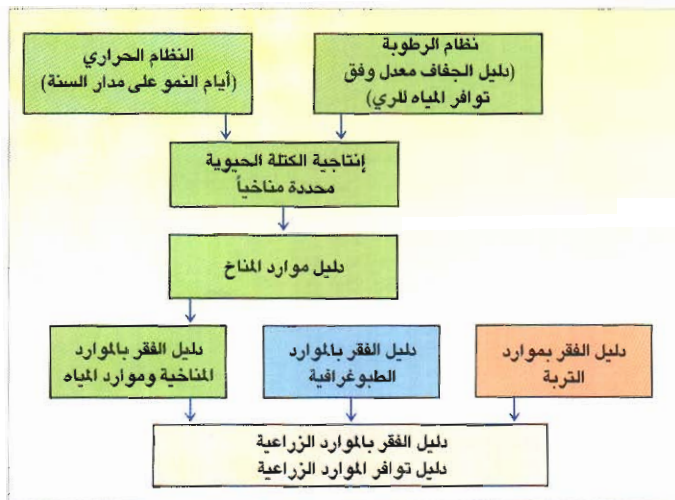 نظام الرطوبة
(دليل الجفاف معدل وفق
توافر المياه للري)
النظام الحراري
(أيام النمو على مدار السنة)
إنتاجية الكتلة الحيوية
محددة مناخياً
دليل موارد المناخ
دليل الفقر بموارد
التربة
دليل الفقر بالموارد
الطبوغرافية
دليل الفقر بالموارد
المناخية وموارد المياه
دليل الفقر بالموارد الزراعية
دليل توافر الموارد الزراعية